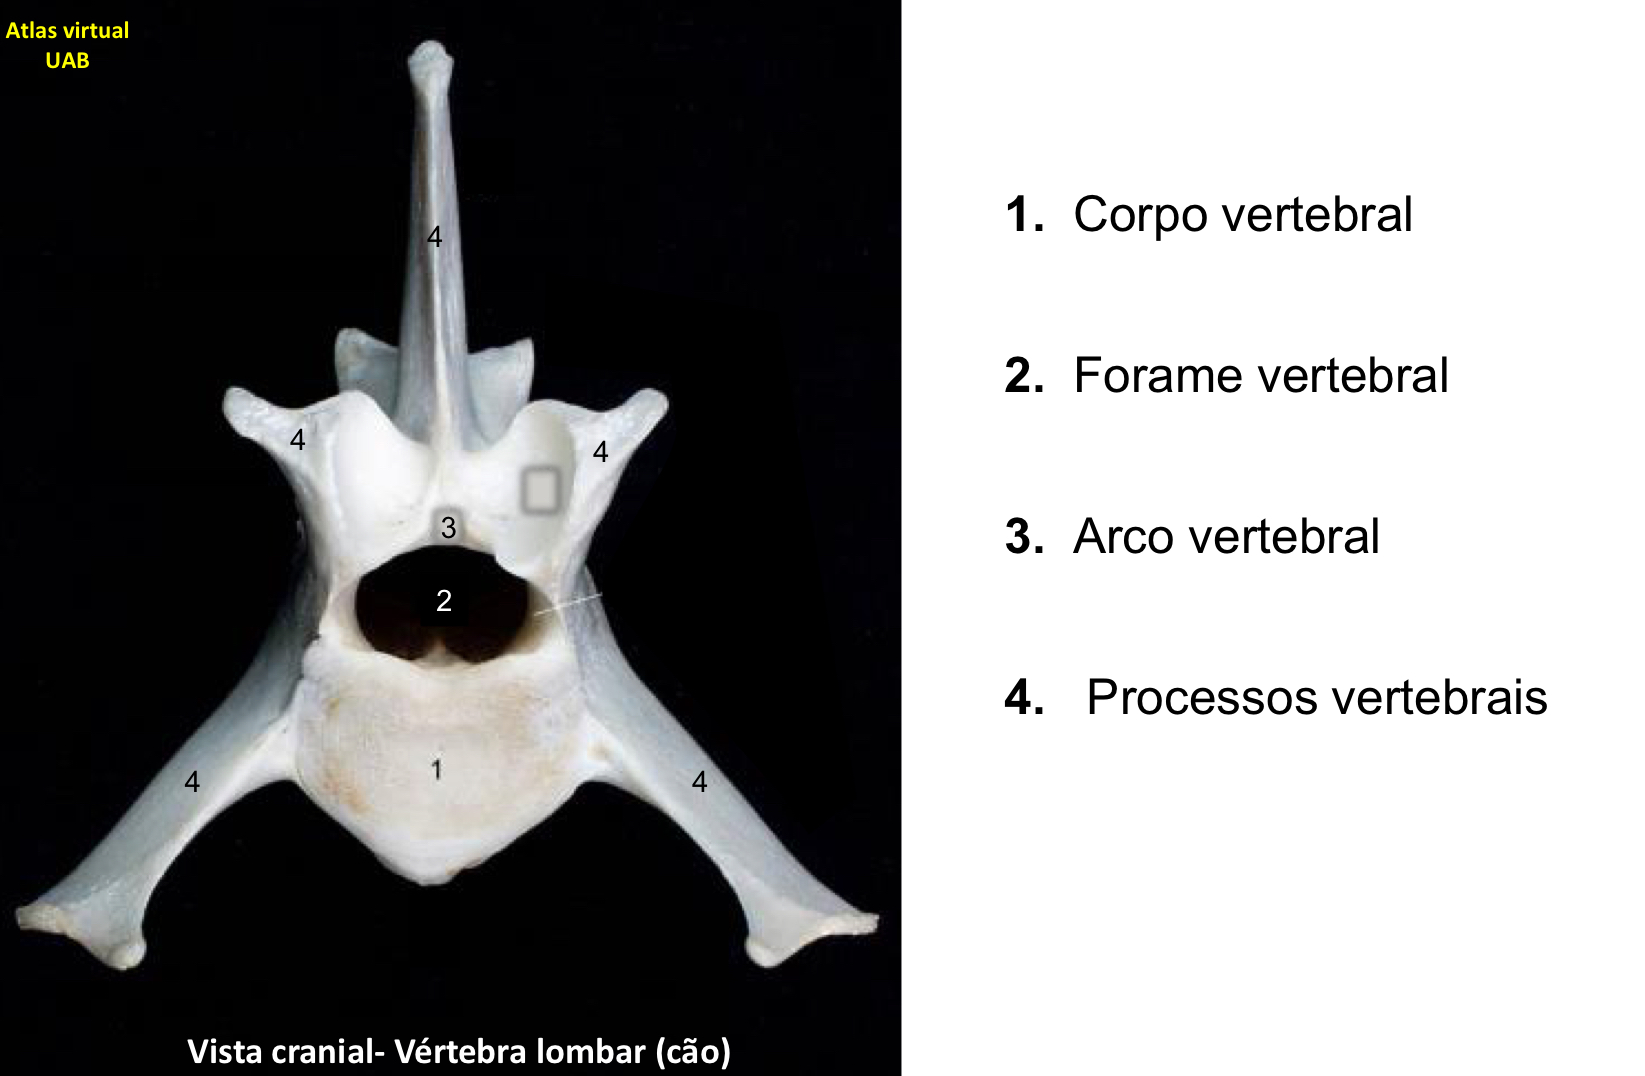 Atlas virtual
UAB
4
4
4
3
2
1
4
4
Vista cranial- Vértebra lombar (cão)
1. Corpo vertebral
2. Forame vertebral
3. Arco vertebral
4. Processos vertebrais